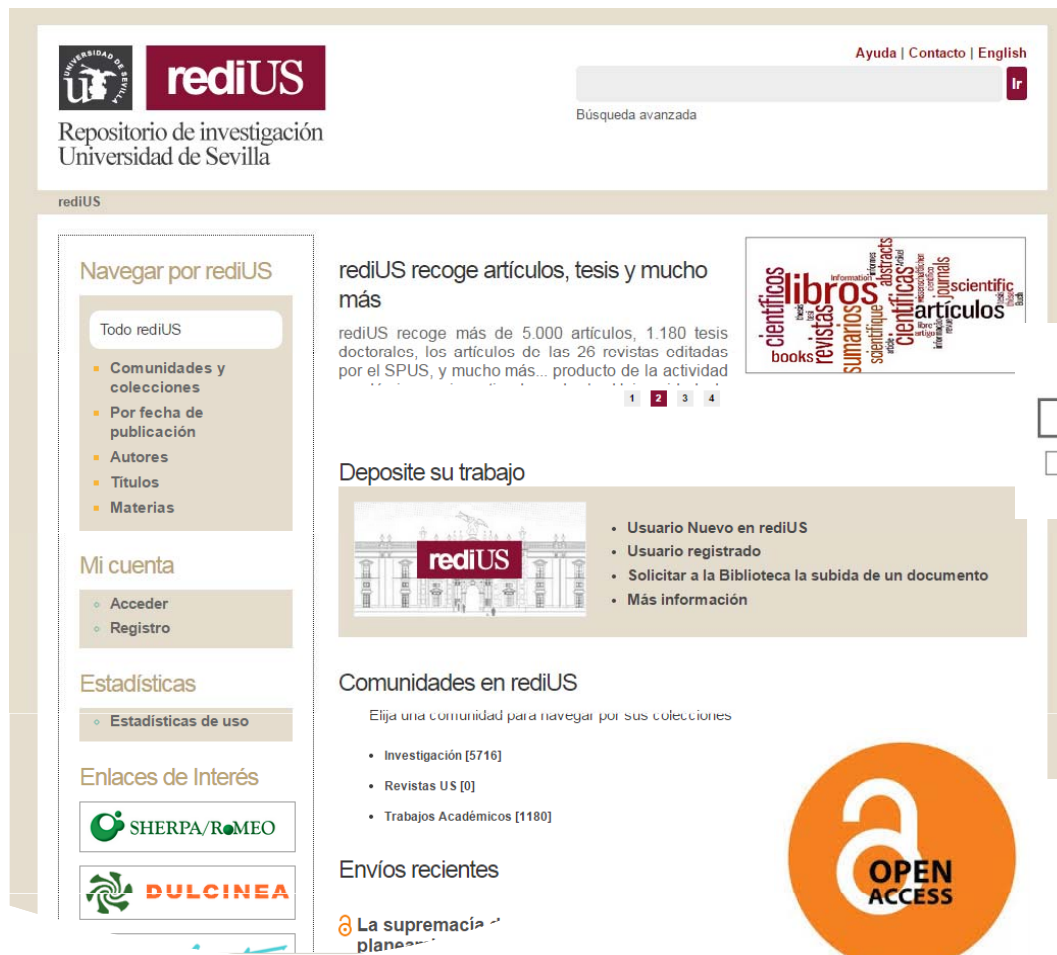 UNIVERSIDAD DE SEVILLA
rediUS
Repositorio de investigación
Universidad de Sevilla
Ayuda | Contacto | English
Ir
Búsqueda avanzada
rediUS
Navegar por rediUS
Todo rediUS
Comunidades y
colecciones
Por fecha de
publicación
Autores
Títulos
Materias
Mi cuenta
Acceder
Registro
Estadísticas
Estadísticas de uso
Enlaces de Interés
SHERPA/RoMEO
DULCINEA
rediUS recoge artículos, tesis y mucho
más
rediUS recoge más de 5.000 artículos, 1.180 tesis
doctorales, los artículos de las 26 revistas editadas
por el SPUS, y mucho más... producto de la actividad
1 2 3 4
científicos
libros
books
revistas
information
sumarios
scientifique
informes
abstracts
científicas
journals
scientific
artículos
Deposite su trabajo
rediUS
Usuario Nuevo en rediUS
Usuario registrado
Solicitar a la Biblioteca la subida de un documento
Más información
Comunidades en rediUS
Elija una comunidad para navegar por sus colecciones
Investigación [5716]
Revistas US [0]
Trabajos Académicos [1180]
OPEN
ACCESS
Envíos recientes
La supremacía